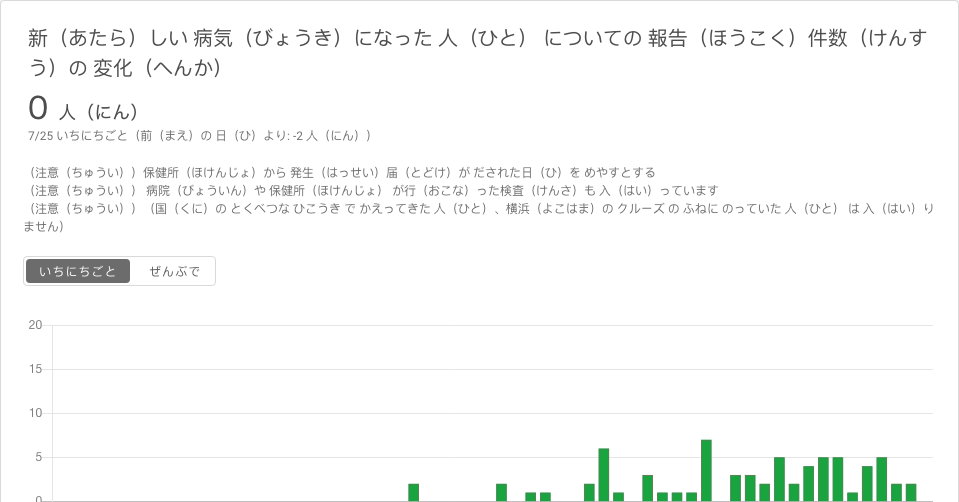 新（あたら）しい 病気（びょうき）になった 人（ひと） についての 報告（ほうこく）件数（けんす
う）の 変化（へんか）
0 人（にん）
7/25 いちにちごと（前（まえ）の 日（ひ）より: -2 人（にん））
（注意（ちゅうい））保健所（ほけんじょ）から 発生（はっせい）届（とどけ）が だされた日（ひ）を めやすとする
（注意（ちゅうい）） 病院（びょういん）や 保健所（ほけんじょ） が行（おこな）った検査（けんさ）も 入（はい）っています
（注意（ちゅうい））（国（くに）の とくべつな ひこうき で かえってきた 人（ひと）、横浜（よこはま）の クルーズ の ふねに のっていた 人（ひと） は 入（はい）り
ません）
いちにちごと ぜんぶで
20
15
10
5
0